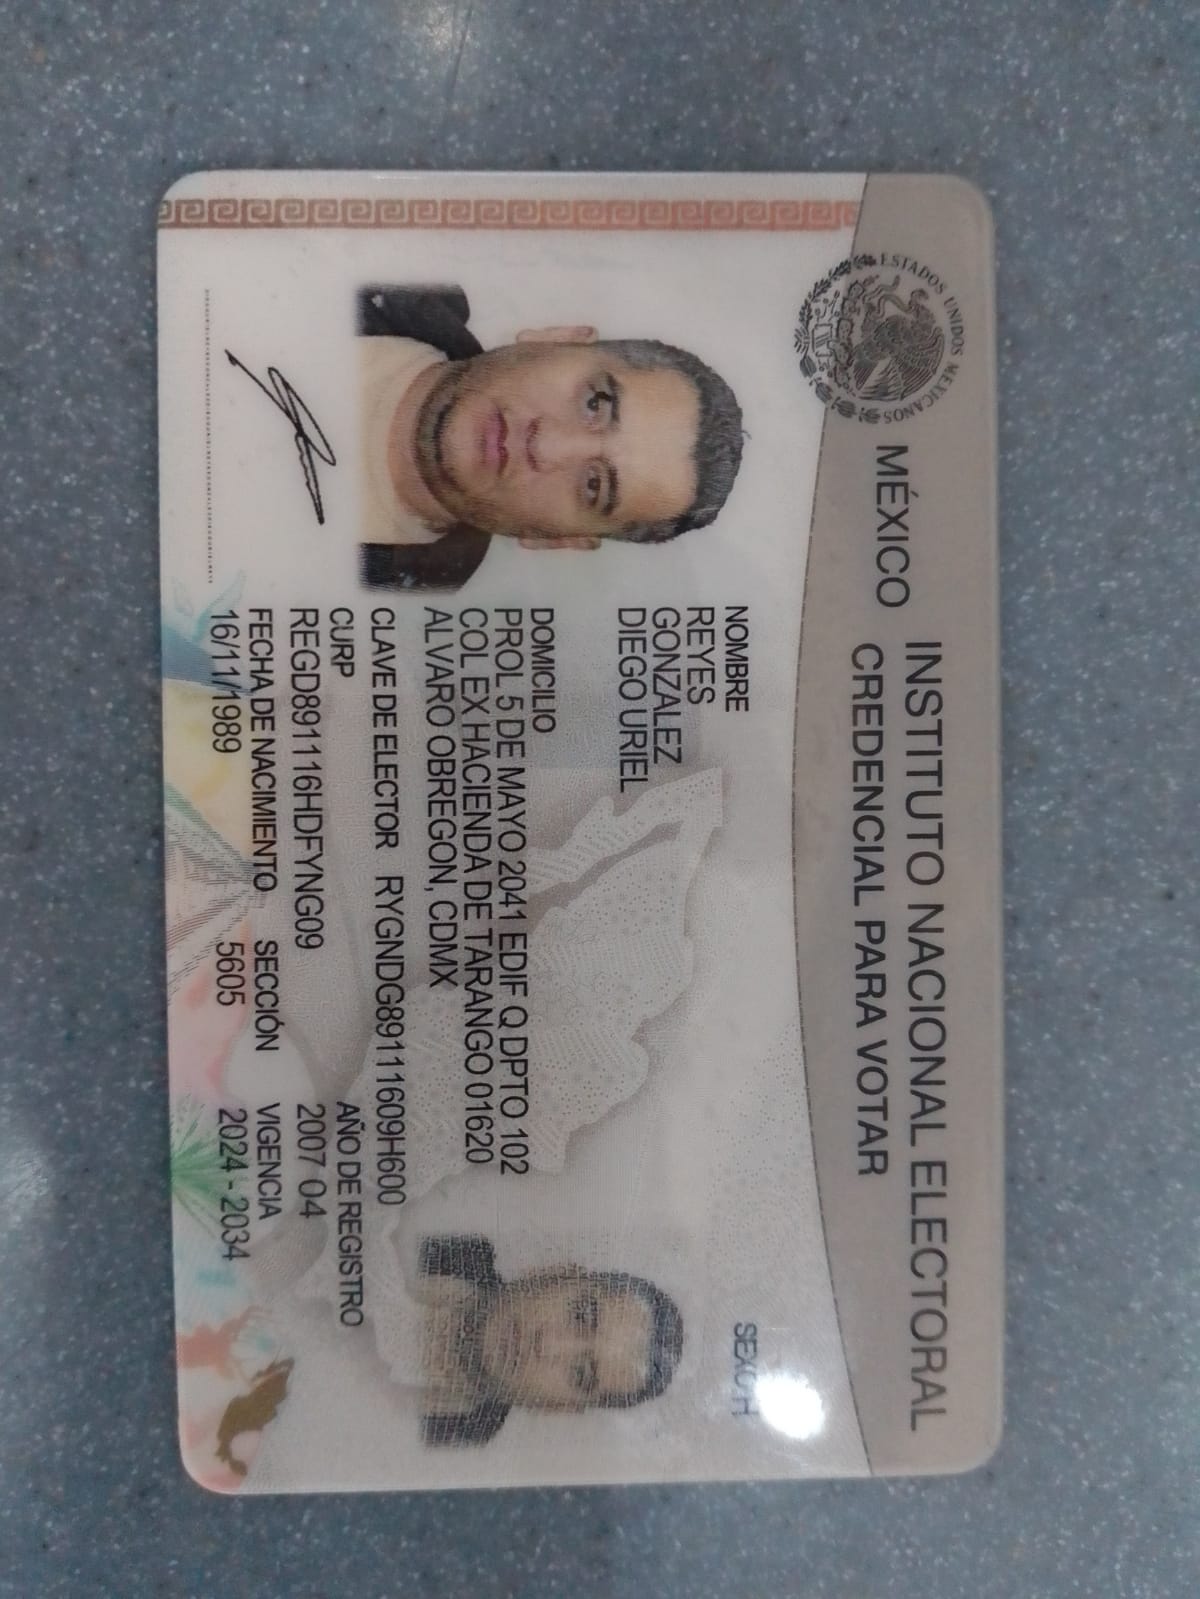 ESTADOS UNIDOS MEXICANOS
MÉXICO
INSTITUTO NACIONAL ELECTORAL
CREDENCIAL PARA VOTAR
NOMBRE
REYES
GONZALEZ
DIEGO URIEL
SEXO H
DOMICILIO
PROL 5 DE MAYO 2041 EDIF Q DPTO 102
COL EX HACIENDA DE TARANGO 01620
ALVARO OBREGON, CDMX
CLAVE DE ELECTOR RYGNDG89111609H600
CURP
REGD891116HDFYNG09
AÑO DE REGISTRO
2007 04
FECHA DE NACIMIENTO
16/11/1989
SECCIÓN
5605
VIGENCIA
2024 - 2034